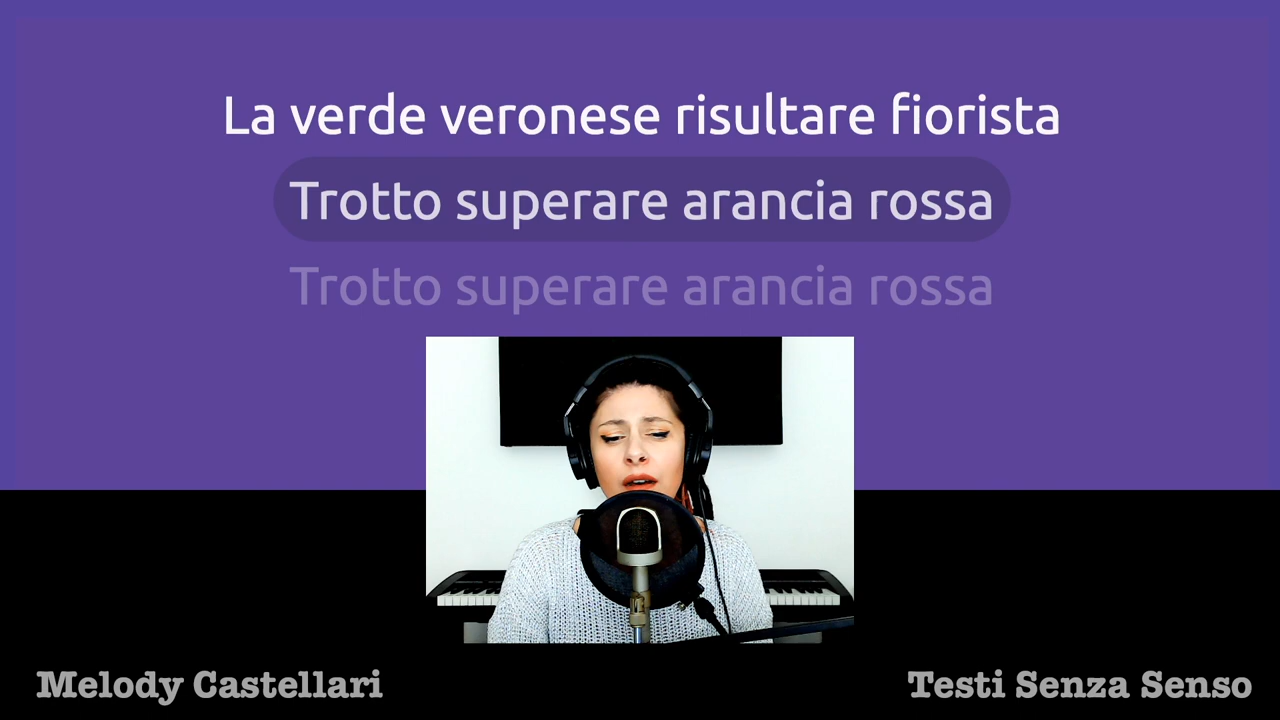 La verde veronese risultare fiorista
Trotto superare arancia rossa
Trotto superare arancia rossa
Melody Castellari
Testi Senza Senso